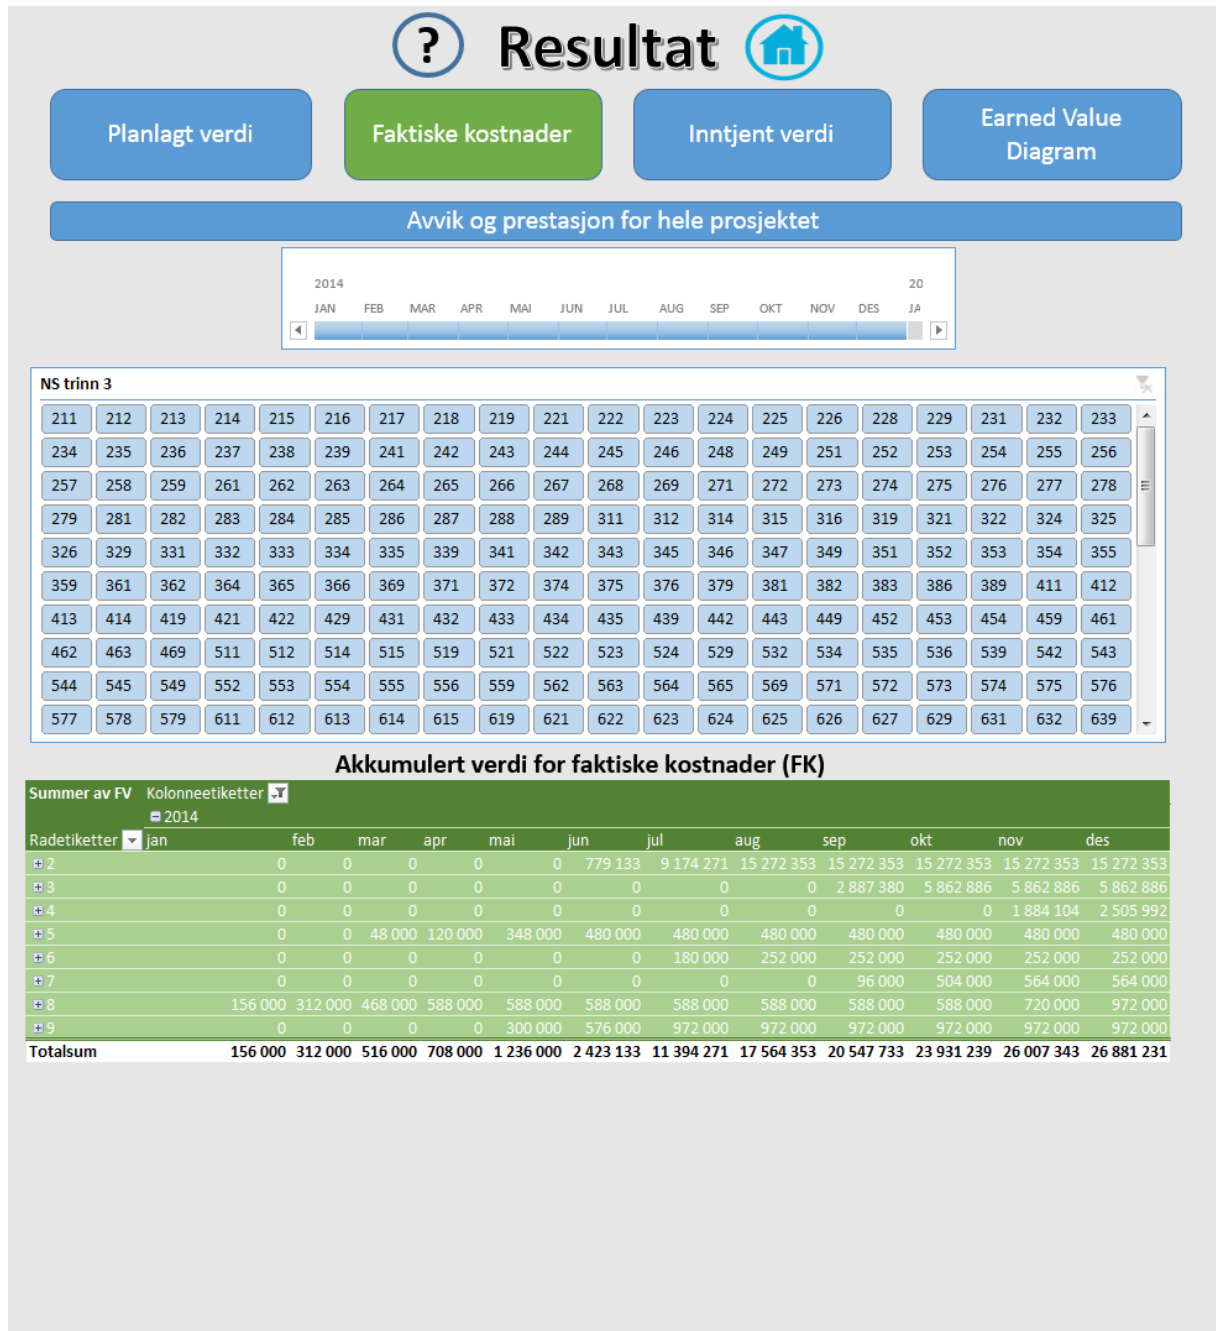 ? Resultat
Planlagt verdi Faktiske kostnader Inntjent verdi Earned Value
Diagram
Avvik og prestasjon for hele prosjektet
2014 20
JAN FEB MAR APR MAI JUN JUL AUG SEP OKT NOV DES JA
NS trinn 3
211 212 213 214 215 216 217 218 219 221 222 223 224 225 226 228 229 231 232 233
234 235 236 237 238 239 241 242 243 244 245 246 248 249 251 252 253 254 255 256
257 258 259 261 262 263 264 265 266 267 268 269 271 272 273 274 275 276 277 278
279 281 282 283 284 285 286 287 288 289 311 312 314 315 316 319 321 322 324 325
326 329 331 332 333 334 335 339 341 342 343 345 346 347 349 351 352 353 354 355
359 361 362 364 365 366 369 371 372 374 375 376 379 381 382 383 386 389 411 412
413 414 419 421 422 429 431 432 433 434 435 439 442 443 449 452 453 454 459 461
462 463 469 511 512 514 515 519 521 522 523 524 529 532 534 535 536 539 542 543
544 545 549 552 553 554 555 556 559 562 563 564 565 569 571 572 573 574 575 576
577 578 579 611 612 613 614 615 619 621 622 623 624 625 626 627 629 631 632 639
Akkumulert verdi for faktiske kostnader (FK)
Summer av FV Kolonneetiketter
2014
Radetiketter jan feb mar apr mai jun jul aug sep okt nov des
2 0 0 0 0 0 779 133 9 174 271 15 272 353 15 272 353 15 272 353 15 272 353 15 272 353
3 0 0 0 0 0 0 0 0 2 887 380 5 862 886 5 862 886 5 862 886
4 0 0 0 0 0 0 0 0 0 0 1 884 104 2 505 992
5 0 0 48 000 120 000 348 000 480 000 480 000 480 000 480 000 480 000 480 000 480 000
6 0 0 0 0 0 0 180 000 252 000 252 000 252 000 252 000 252 000
7 0 0 0 0 0 0 0 0 96 000 504 000 564 000 564 000
8 156 000 312 000 468 000 588 000 588 000 588 000 588 000 588 000 588 000 588 000 720 000 972 000
9 0 0 0 0 300 000 576 000 972 000 972 000 972 000 972 000 972 000 972 000
Totalsum 156 000 312 000 516 000 708 000 1 236 000 2 423 133 11 394 271 17 564 353 20 547 733 23 931 239 26 007 343 26 881 231